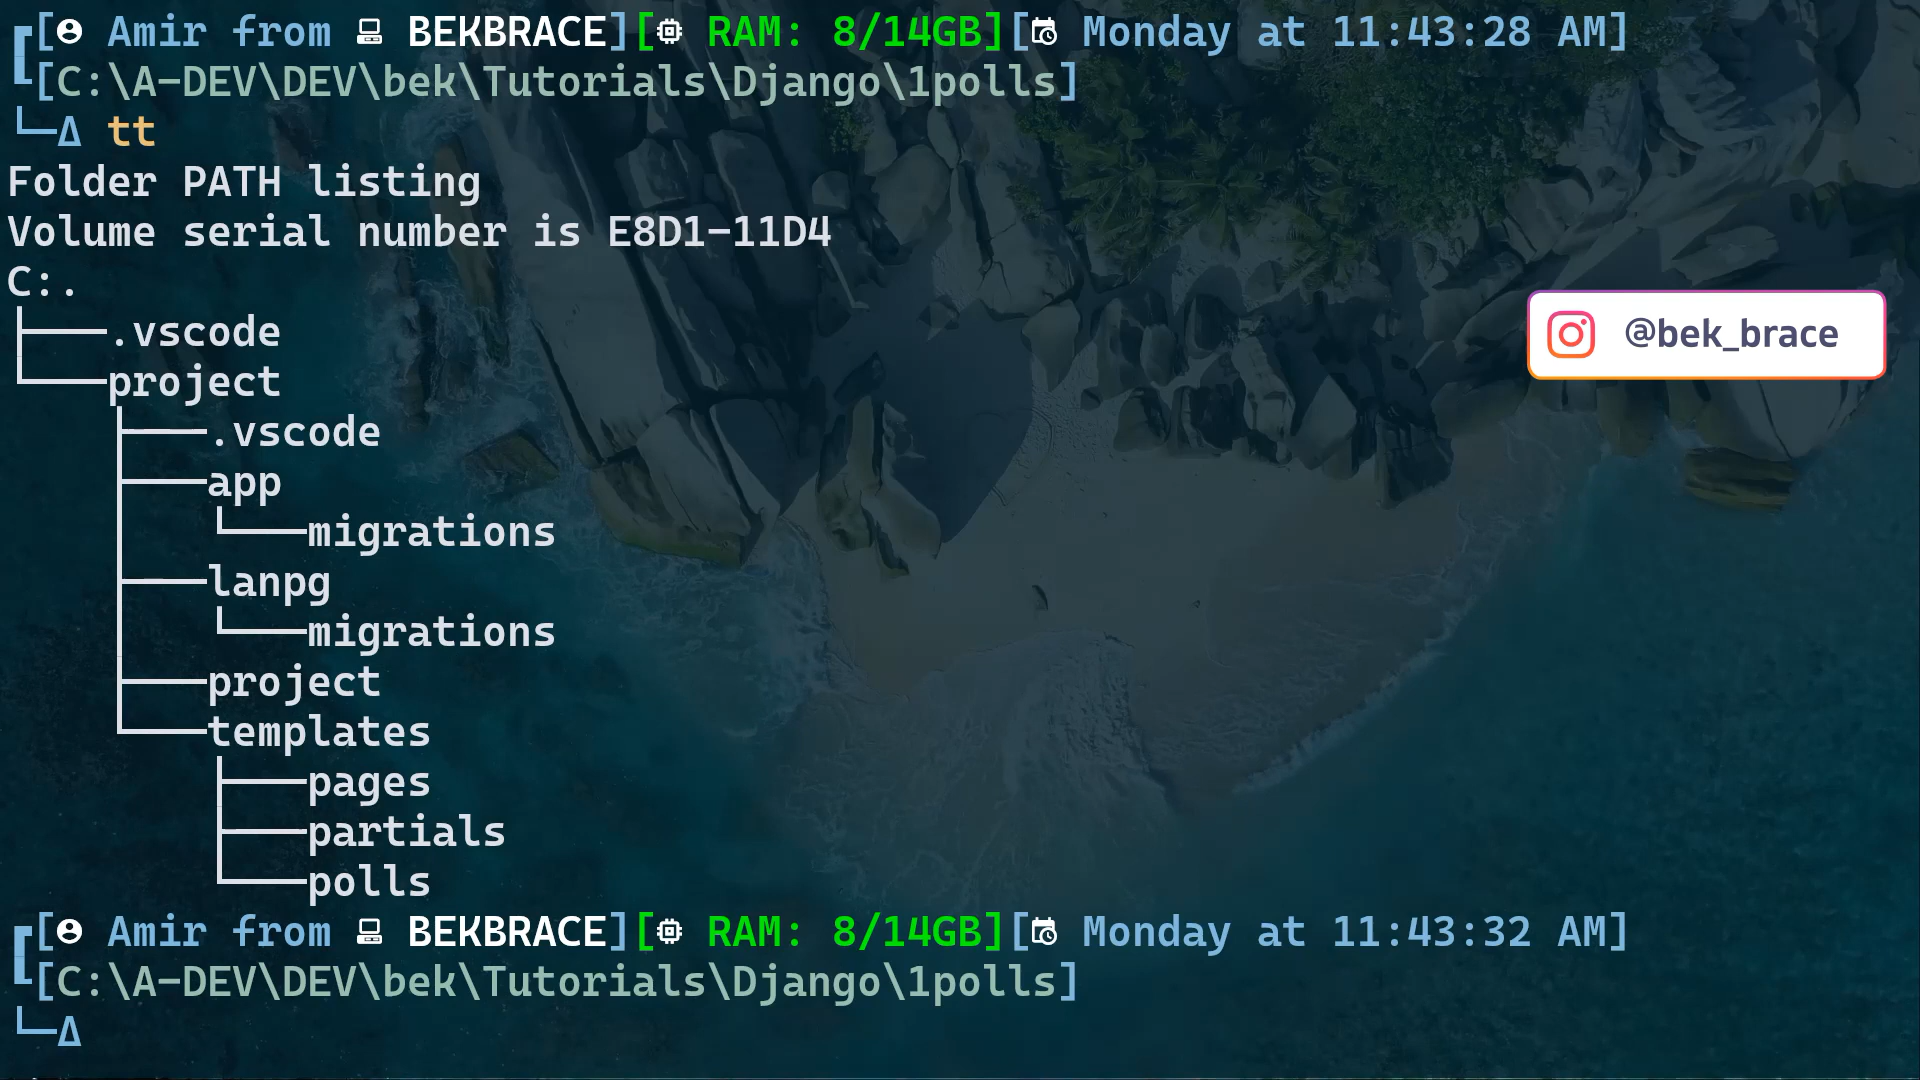 [ Amir from BEKBRACE][ RAM: 8/14GB][ Monday at 11:43:28 AM]
[C:\A-DEV\DEV\bek\Tutorials\Django\1polls]
└─Δ tt
Folder PATH listing
Volume serial number is E8D1-11D4
C:.
├───.vscode
@bek_brace
└───project
    ├───.vscode
    ├───app
    │   └───migrations
    ├───lanpg
    │   └───migrations
    ├───project
    └───templates
        ├───pages
        ├───partials
        └───polls
[ Amir from BEKBRACE][ RAM: 8/14GB][ Monday at 11:43:32 AM]
[C:\A-DEV\DEV\bek\Tutorials\Django\1polls]
└─Δ